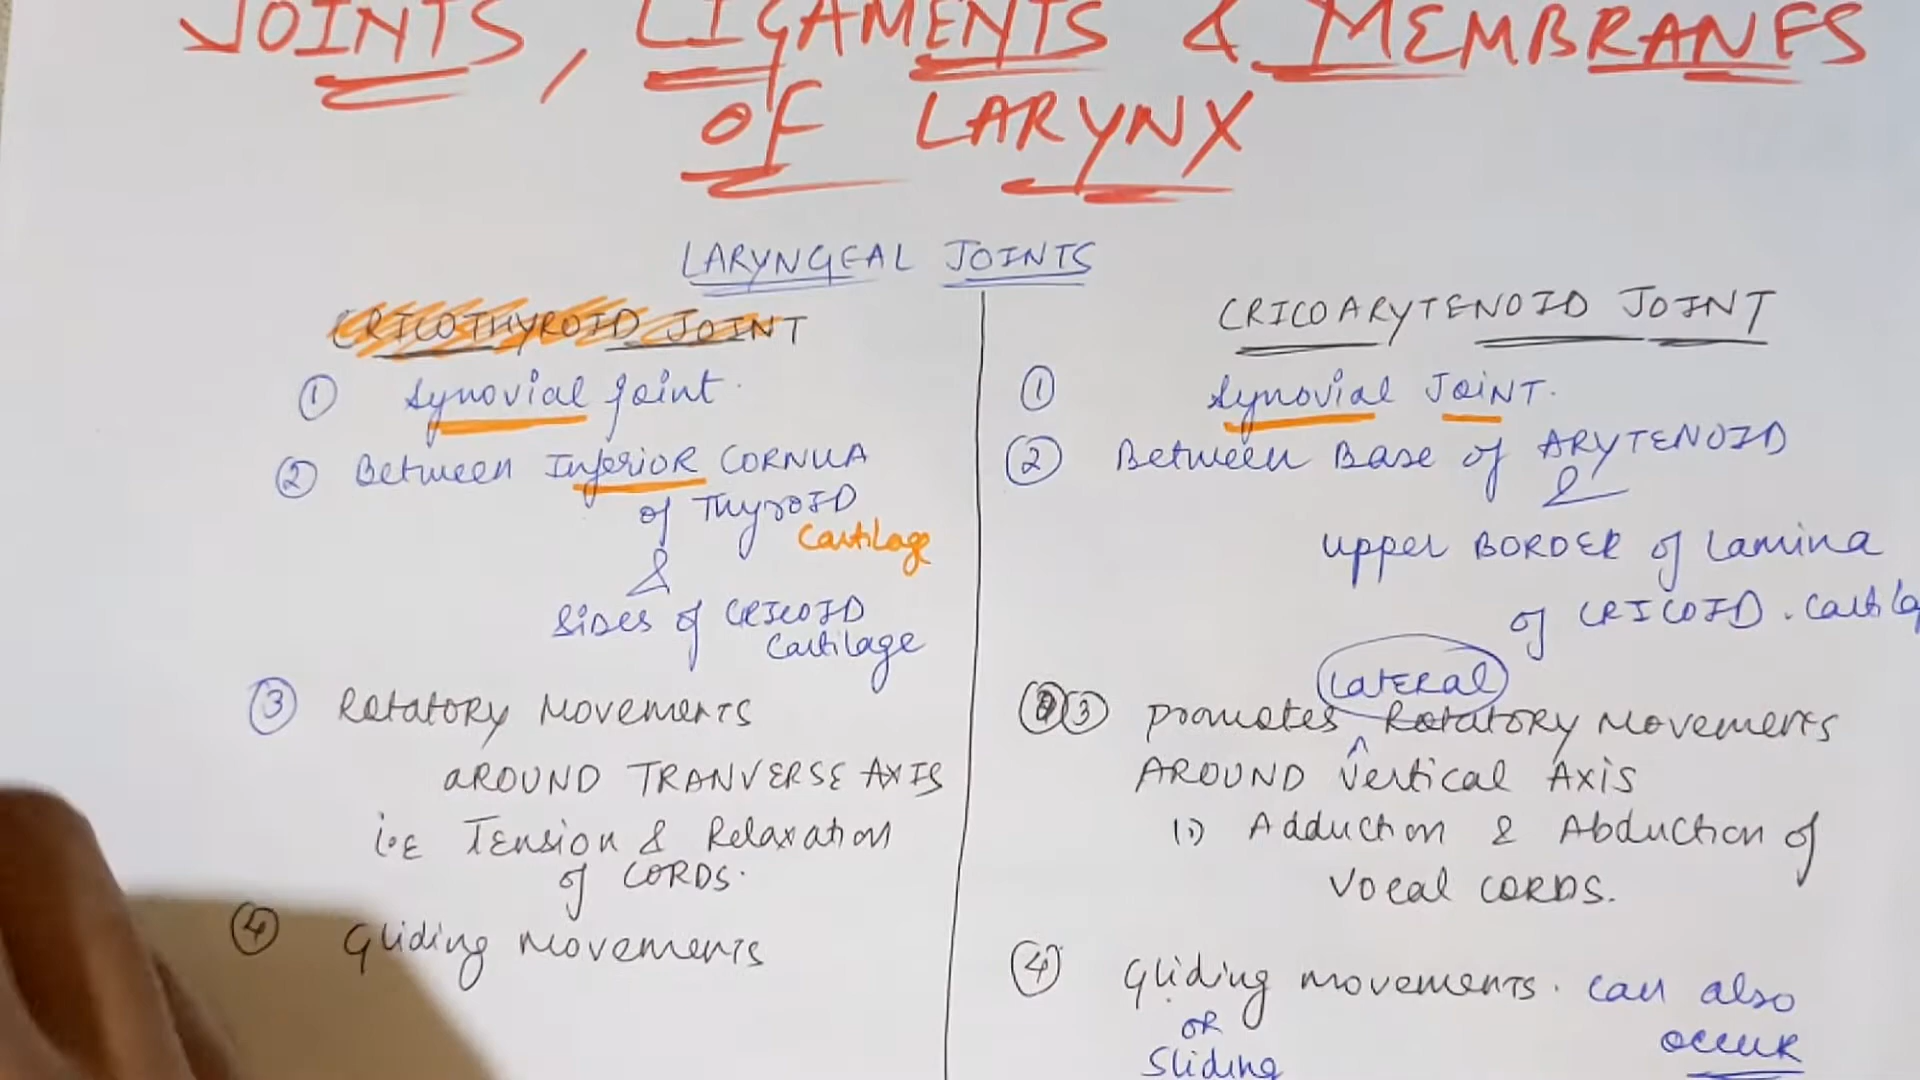 JOINTS, LIGAMENTS & MEMBRANES
OF LARYNX
LARYNGEAL JOINTS
CRICOTHYROID JOINT
① Synovial joint.
② Between Inferior CORNUA
of ThyroID
Cartilage
&
Sides of CRICOID
Cartilage
③ Rotatory Movements
aROUND TRANVERSE AXIS
i.e Tension & Relaxation
of CORDS.
④ Gliding Movements
CRICOARYTENOID JOINT
① Synovial JoiNT.
② Between Base of ARYTENOID
&
upper BORDER of Lamina
of CRICOID. Cartilag
Lateral
③ promotes ^ Rotatory Movements
AROUND Vertical Axis
1.) Adduction & Abduction of
Vocal CORDS.
④ Gliding movements. can also
occur
OR
Sliding